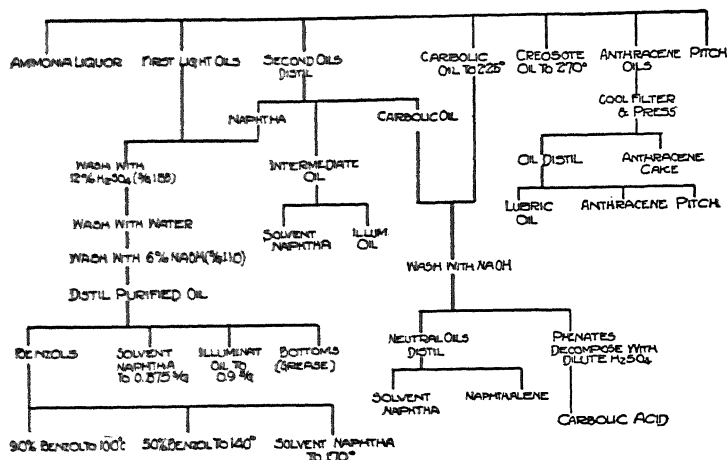 AMMONIA LIQUOR
FIRST LIGHT OILS
SECOND OILS
DISTIL
CARBOLIC
OIL TO 225°
CREOSOTE
OIL TO 270°
ANTHRACENE
OILS
PITCH
NAPHTHA
CARBOLIC OIL
COOL FILTER
& PRESS
WASH WITH
12% H2SO4 (S/G 1.88)
INTERMEDIATE
OIL
OIL DISTIL
ANTHRACENE
CAKE
LUBRIC
OIL
ANTHRACENE
PITCH
WASH WITH WATER
SOLVENT
NAPHTHA
ILLUM.
OIL
WASH WITH 6% NAOH (S/G 1.10)
WASH WITH NAOH
DISTIL PURIFIED OIL
BENZOLS
SOLVENT
NAPHTHA
TO 0.875 S/G
ILLUMINAT
OIL TO
0.9 S/G
BOTTOMS
(GREASE)
NEUTRAL OILS
DISTIL
PHENATES
DECOMPOSE WITH
DILUTE H2SO4
SOLVENT
NAPHTHA
NAPHTHALENE
CARBOLIC ACID
90% BENZOL TO 100°C
50% BENZOL TO 140°
SOLVENT NAPHTHA
TO 170°